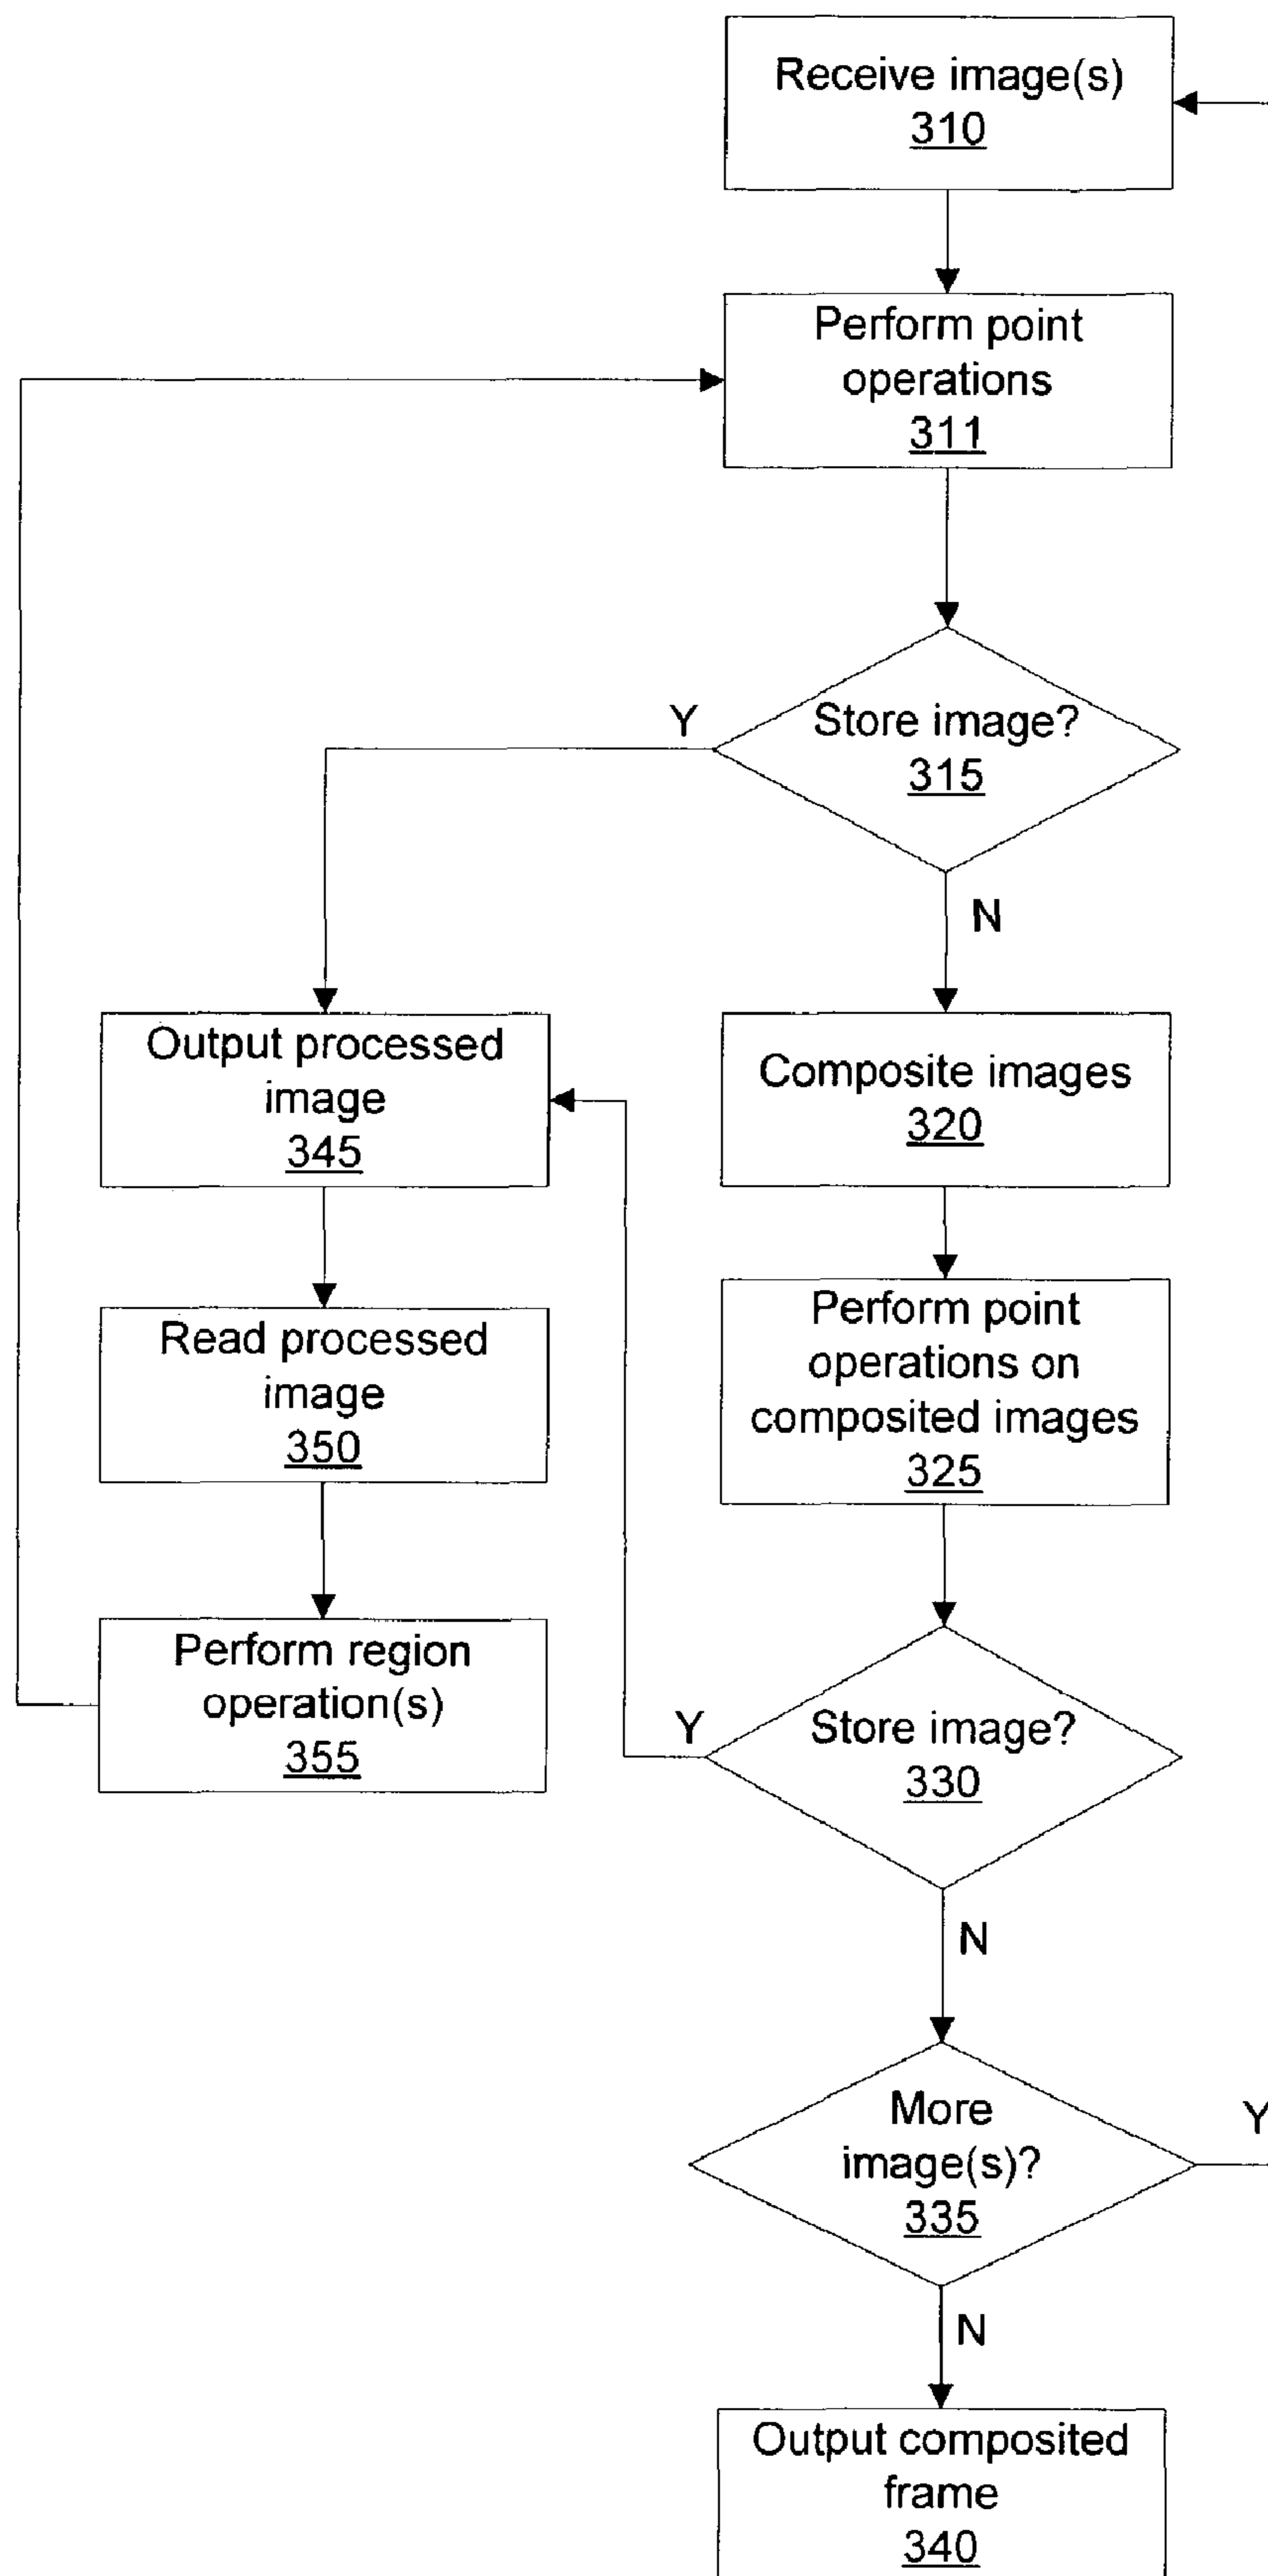 Receive image(s)
310
Perform point
operations
311
Y
Store image?
315
N
Output processed
image
345
Composite images
320
Read processed
image
350
Perform point
operations on
composited images
325
Perform region
operation(s)
355
Y
Store image?
330
N
More
image(s)?
335
Y
N
Output composited
frame
340